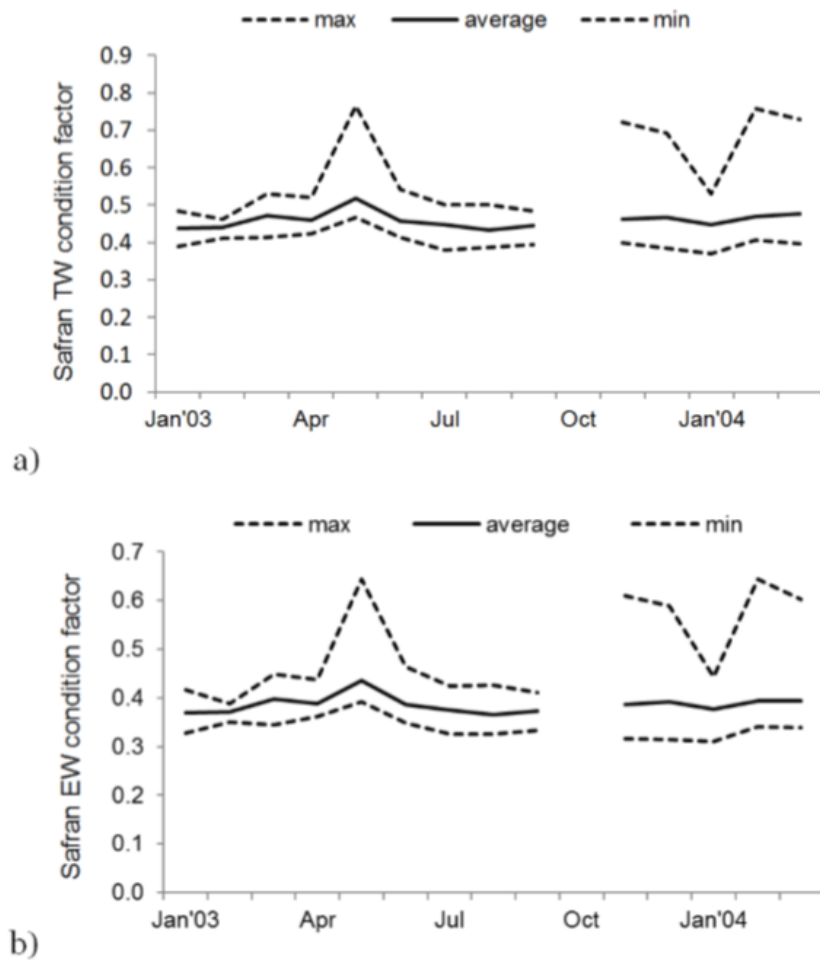 max average min
Safran TW condition factor
0.9
0.8
0.7
0.6
0.5
0.4
0.3
0.2
0.1
0.0
Jan'03 Apr Jul Oct Jan'04
a)
max average min
Safran EW condition factor
0.7
0.6
0.5
0.4
0.3
0.2
0.1
0.0
Jan'03 Apr Jul Oct Jan'04
b)